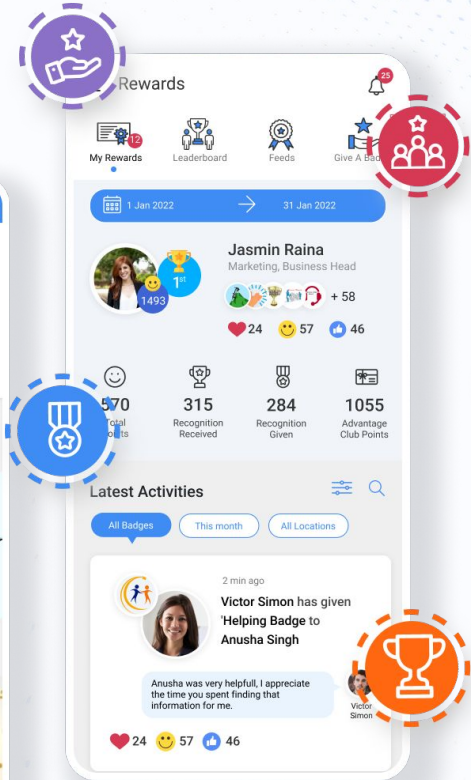 Rewards
25
12
My Rewards
Leaderboard
Feeds
Give A Bad
1 Jan 2022
31 Jan 2022
Jasmin Raina
Marketing, Business Head
1st
1493
+ 58
24 57 46
570 315 284 1055
Total Recognition Recognition Advantage
Received Given Club Points
Latest Activities
All Badges This month All Locations
2 min ago
Victor Simon has given
'Helping Badge to
Anusha Singh
Anusha was very helpfull, I appreciate
the time you spent finding that
information for me.
Victor
Simon
24 57 46